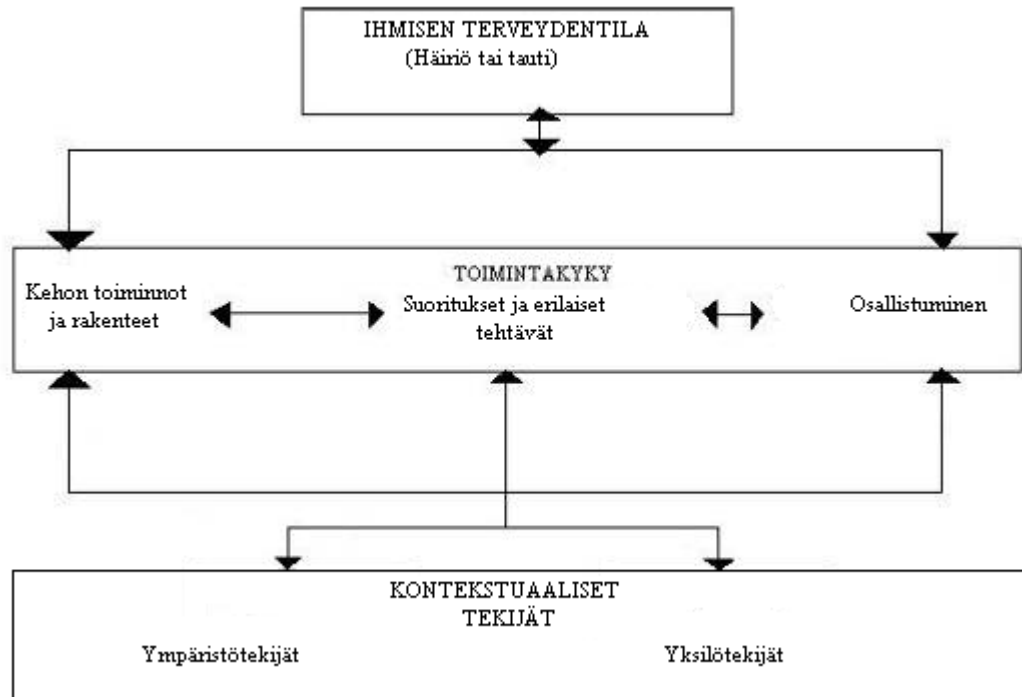 IHMISEN TERVEYDENTILA
(Häiriö tai tauti)
TOIMINTAKYKY
Kehon toiminnot
ja rakenteet
Suoritukset ja erilaiset
tehtävät
Osallistuminen
KONTEKSTUAALISET
TEKIJÄT
Ympäristötekijät
Yksilötekijät